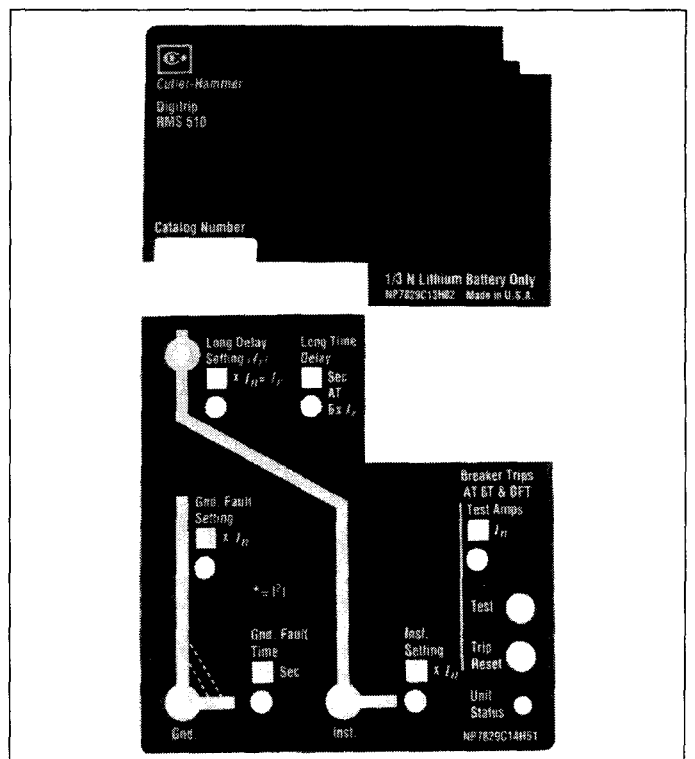 Cutler-Hammer
Digitrip
RMS 510
Catalog Number
1/3 N Lithium Battery Only
NP7829C13H02 Made in U.S.A.
Long Delay
Setting (Ir)
x In = Ir
Long Time
Delay
Sec
AT
6x Ir
Gnd. Fault
Setting
x In
* = I²t
Gnd. Fault
Time
Sec
Gnd.
Inst.
Inst.
Setting
x In
Breaker Trips
AT 6T & GFT
Test Amps
In
Test
Trip
Reset
Unit
Status
NP7829C14H51